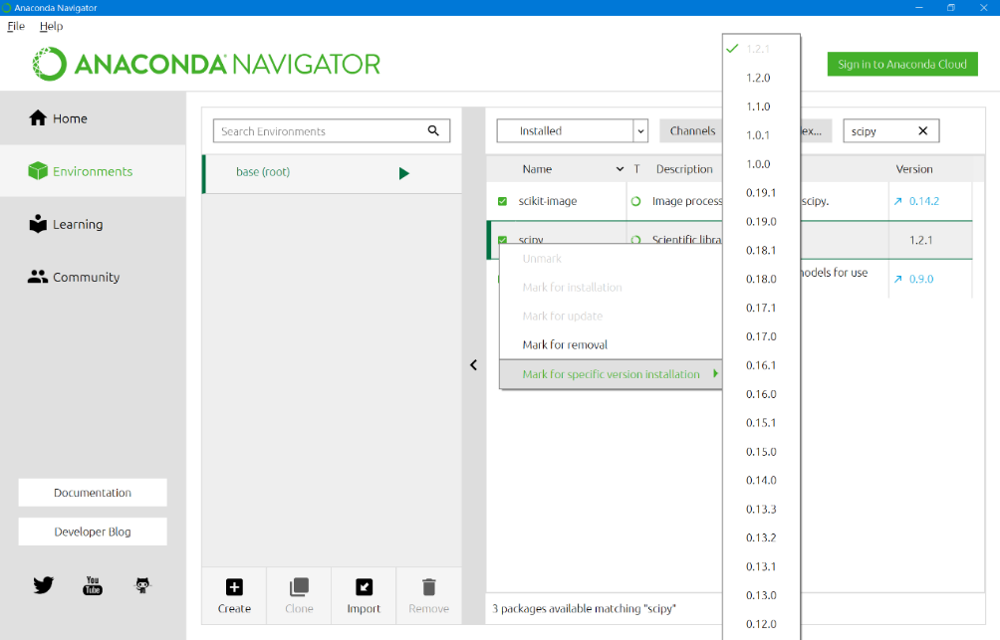 Anaconda Navigator
File Help
ANACONDA NAVIGATOR
Sign in to Anaconda Cloud
Home
Environments
Learning
Community
Documentation
Developer Blog
You
Tube
Search Environments
base (root)
Create
Clone
Import
Remove
Installed
Channels
ex...
scipy
Name
T
Description
Version
scikit-image
Image process
scipy.
0.14.2
scipy
Scientific libra
1.2.1
models for use
0.9.0
Unmark
Mark for installation
Mark for update
Mark for removal
Mark for specific version installation
1.2.1
1.2.0
1.1.0
1.0.1
1.0.0
0.19.1
0.19.0
0.18.1
0.18.0
0.17.1
0.17.0
0.16.1
0.16.0
0.15.1
0.15.0
0.14.0
0.13.3
0.13.2
0.13.1
0.13.0
0.12.0
3 packages available matching "scipy"